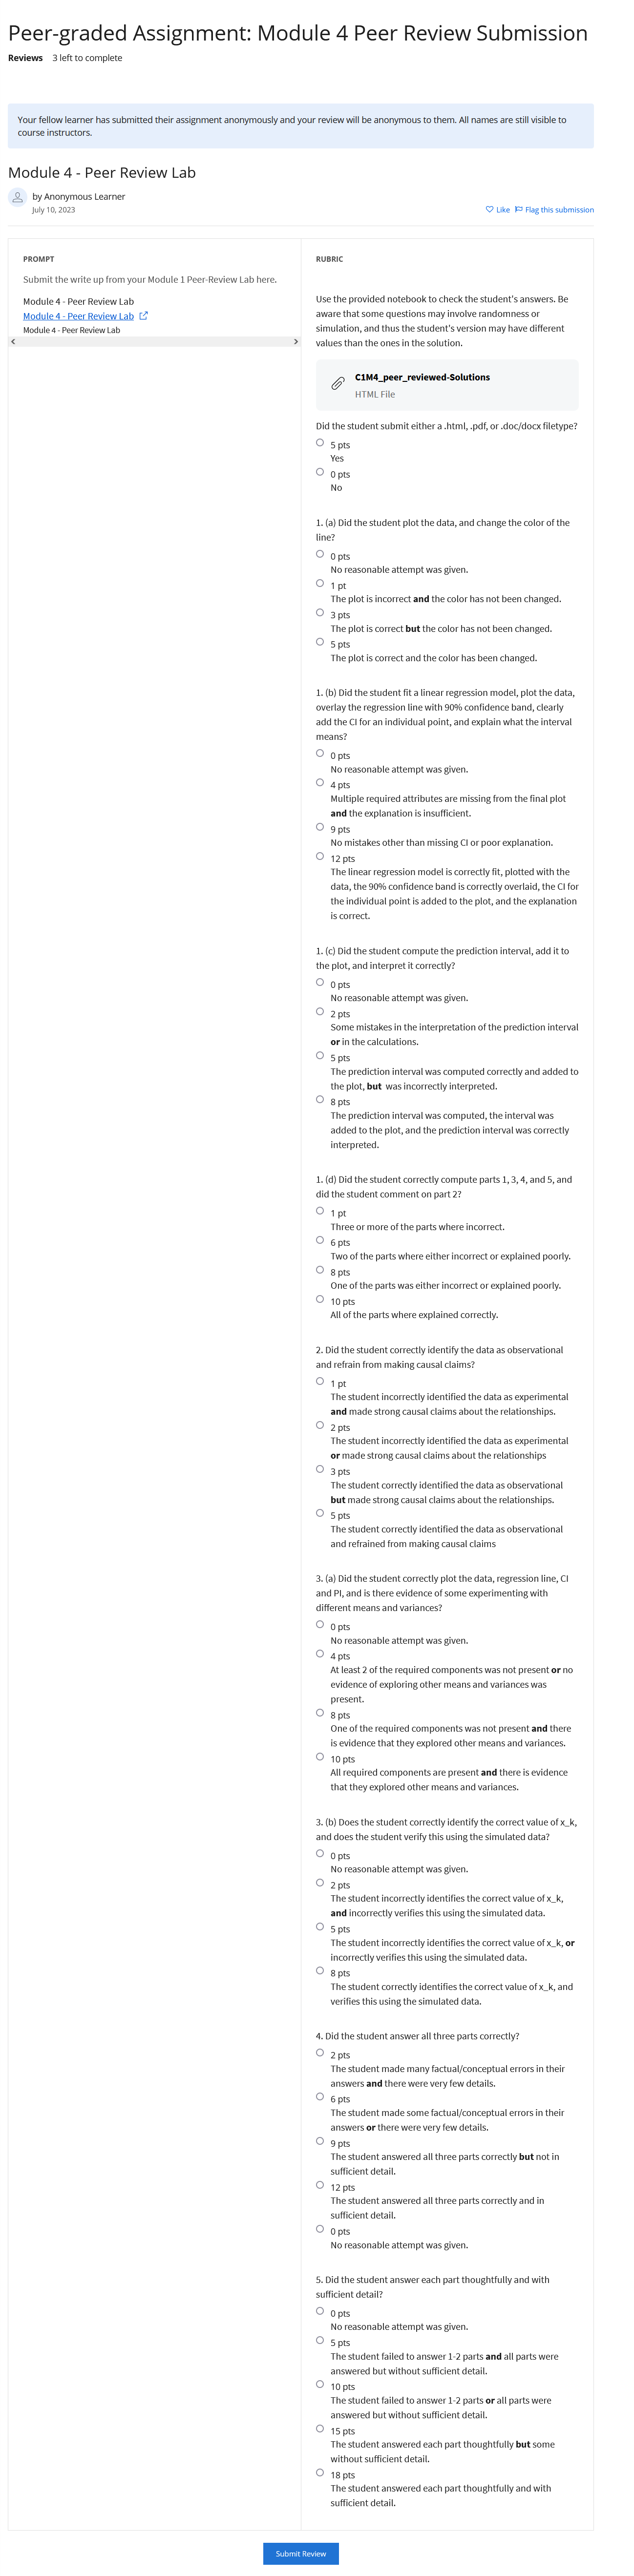 Peer-graded Assignment: Module 4 Peer Review Submission
Reviews 3 left to complete
Your fellow learner has submitted their assignment anonymously and your review will be anonymous to them. All names are still visible to
course instructors.
Module 4 - Peer Review Lab
by Anonymous Learner
July 10, 2023
Like Flag this submission
PROMPT
Submit the write up from your Module 1 Peer-Review Lab here.
Module 4 - Peer Review Lab
Module 4 - Peer Review Lab
Module 4 - Peer Review Lab
RUBRIC
Use the provided notebook to check the student's answers. Be
aware that some questions may involve randomness or
simulation, and thus the student's version may have different
values than the ones in the solution.
C1M4_peer_reviewed-Solutions
HTML File
Did the student submit either a .html, .pdf, or .doc/docx filetype?
5 pts
Yes
0 pts
No
1. (a) Did the student plot the data, and change the color of the
line?
0 pts
No reasonable attempt was given.
1 pt
The plot is incorrect and the color has not been changed.
3 pts
The plot is correct but the color has not been changed.
5 pts
The plot is correct and the color has been changed.
1. (b) Did the student fit a linear regression model, plot the data,
overlay the regression line with 90% confidence band, clearly
add the CI for an individual point, and explain what the interval
means?
0 pts
No reasonable attempt was given.
4 pts
Multiple required attributes are missing from the final plot
and the explanation is insufficient.
9 pts
No mistakes other than missing CI or poor explanation.
12 pts
The linear regression model is correctly fit, plotted with the
data, the 90% confidence band is correctly overlaid, the CI for
the individual point is added to the plot, and the explanation
is correct.
1. (c) Did the student compute the prediction interval, add it to
the plot, and interpret it correctly?
0 pts
No reasonable attempt was given.
2 pts
Some mistakes in the interpretation of the prediction interval
or in the calculations.
5 pts
The prediction interval was computed correctly and added to
the plot, but was incorrectly interpreted.
8 pts
The prediction interval was computed, the interval was
added to the plot, and the prediction interval was correctly
interpreted.
1. (d) Did the student correctly compute parts 1, 3, 4, and 5, and
did the student comment on part 2?
1 pt
Three or more of the parts where incorrect.
6 pts
Two of the parts where either incorrect or explained poorly.
8 pts
One of the parts was either incorrect or explained poorly.
10 pts
All of the parts where explained correctly.
2. Did the student correctly identify the data as observational
and refrain from making causal claims?
1 pt
The student incorrectly identified the data as experimental
and made strong causal claims about the relationships.
2 pts
The student incorrectly identified the data as experimental
or made strong causal claims about the relationships
3 pts
The student correctly identified the data as observational
but made strong causal claims about the relationships.
5 pts
The student correctly identified the data as observational
and refrained from making causal claims
3. (a) Did the student correctly plot the data, regression line, CI
and PI, and is there evidence of some experimenting with
different means and variances?
0 pts
No reasonable attempt was given.
4 pts
At least 2 of the required components was not present or no
evidence of exploring other means and variances was
present.
8 pts
One of the required components was not present and there
is evidence that they explored other means and variances.
10 pts
All required components are present and there is evidence
that they explored other means and variances.
3. (b) Does the student correctly identify the correct value of x_k,
and does the student verify this using the simulated data?
0 pts
No reasonable attempt was given.
2 pts
The student incorrectly identifies the correct value of x_k,
and incorrectly verifies this using the simulated data.
5 pts
The student incorrectly identifies the correct value of x_k, or
incorrectly verifies this using the simulated data.
8 pts
The student correctly identifies the correct value of x_k, and
verifies this using the simulated data.
4. Did the student answer all three parts correctly?
2 pts
The student made many factual/conceptual errors in their
answers and there were very few details.
6 pts
The student made some factual/conceptual errors in their
answers or there were very few details.
9 pts
The student answered all three parts correctly but not in
sufficient detail.
12 pts
The student answered all three parts correctly and in
sufficient detail.
0 pts
No reasonable attempt was given.
5. Did the student answer each part thoughtfully and with
sufficient detail?
0 pts
No reasonable attempt was given.
5 pts
The student failed to answer 1-2 parts and all parts were
answered but without sufficient detail.
10 pts
The student failed to answer 1-2 parts or all parts were
answered but without sufficient detail.
15 pts
The student answered each part thoughtfully but some
without sufficient detail.
18 pts
The student answered each part thoughtfully and with
sufficient detail.
Submit Review